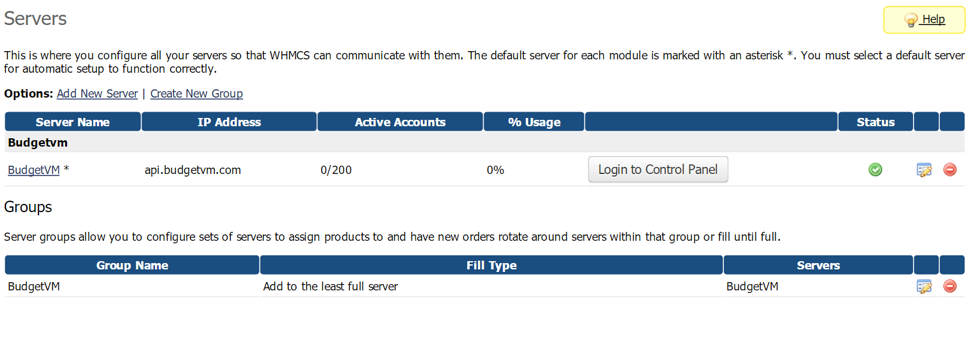 Servers
Help
This is where you configure all your servers so that WHMCS can communicate with them. The default server for each module is marked with an asterisk *. You must select a default server
for automatic setup to function correctly.
Options: Add New Server | Create New Group
Server Name IP Address Active Accounts % Usage Status
Budgetvm
BudgetVM * api.budgetvm.com 0/200 0% Login to Control Panel
Groups
Server groups allow you to configure sets of servers to assign products to and have new orders rotate around servers within that group or fill until full.
Group Name Fill Type Servers
BudgetVM Add to the least full server BudgetVM